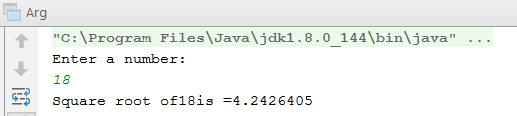 Arg
"C:\Program Files\Java\jdk1.8.0_144\bin\java" ...
Enter a number:
18
Square root of18is =4.2426405